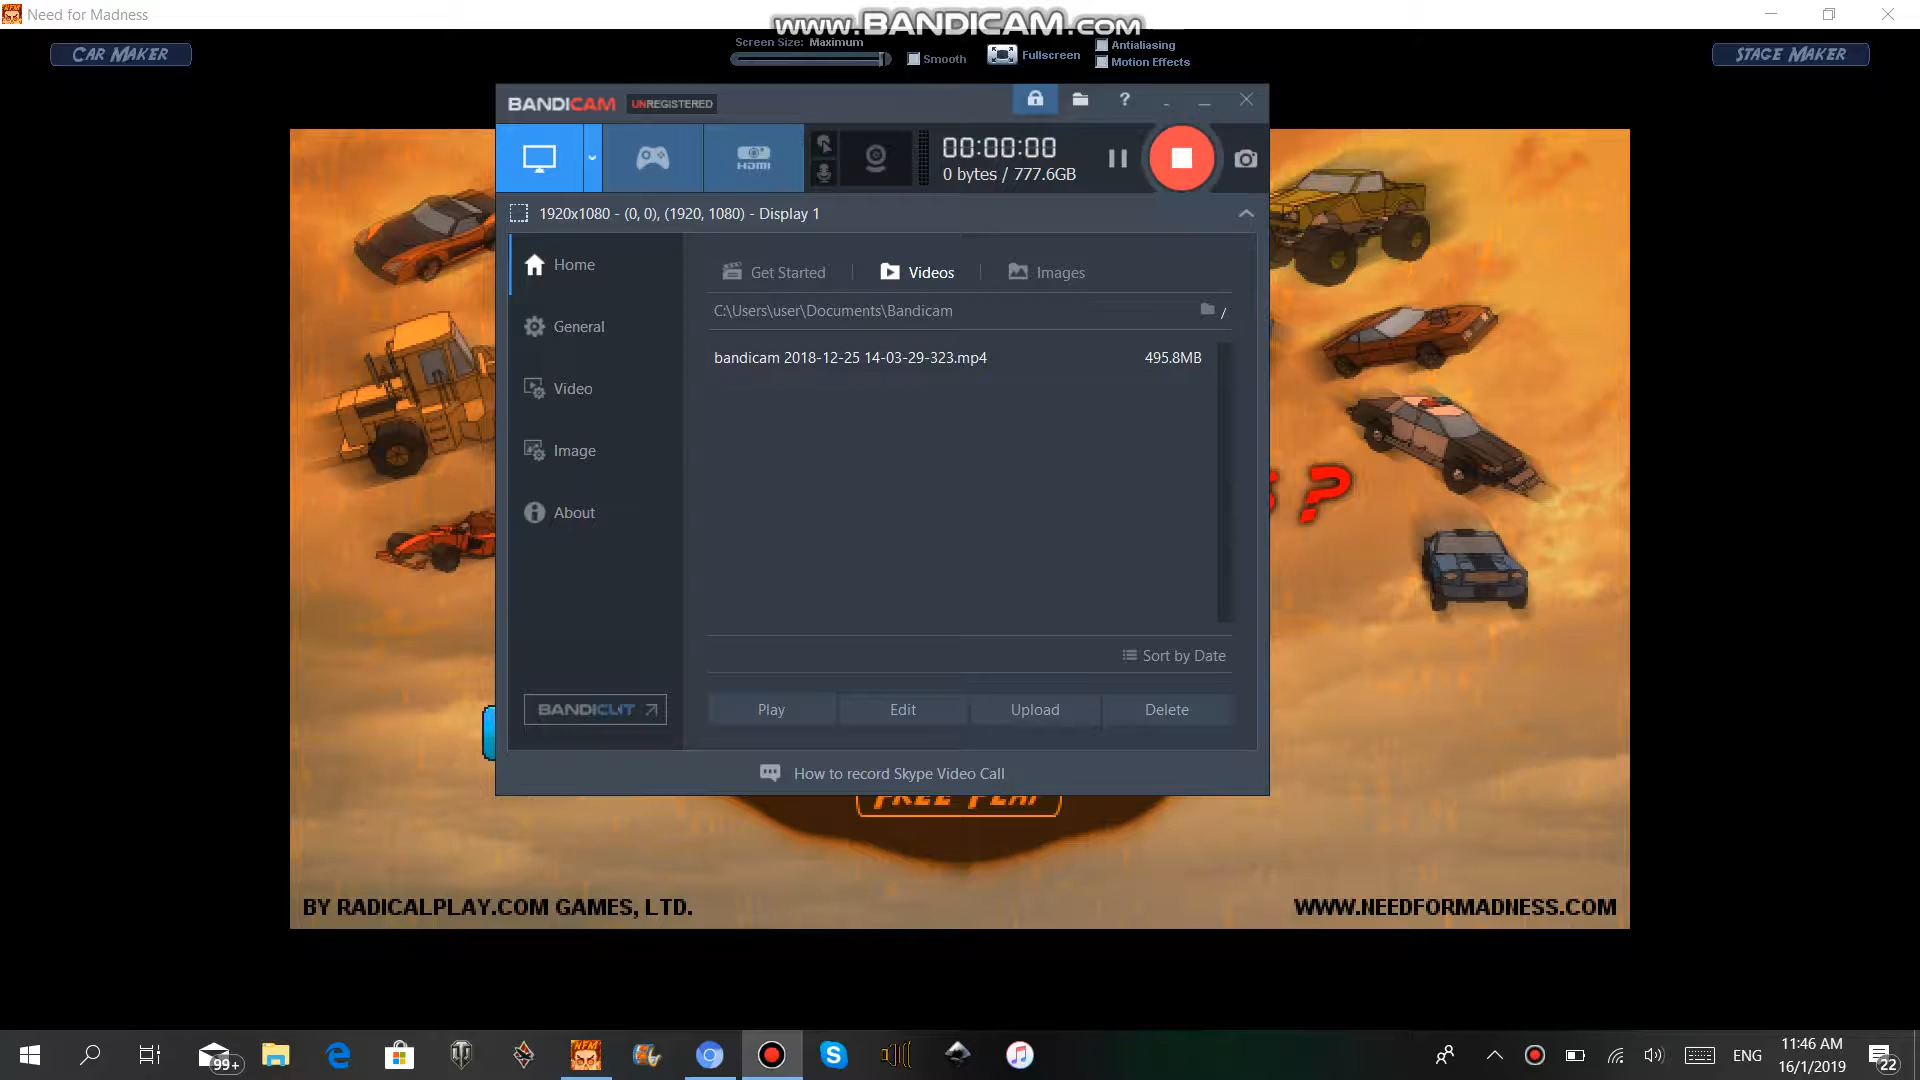 Need for Madness
www.BANDICAM.com
CAR MAKER
Screen Size: Maximum
Smooth
Fullscreen
Antialiasing
Motion Effects
STAGE MAKER
BANDICAM UNREGISTERED
?
HDMI
00:00:00
0 bytes / 777.6GB
1920x1080 - (0, 0), (1920, 1080) - Display 1
Home
General
Video
Image
About
Get Started
Videos
Images
C:\Users\user\Documents\Bandicam
/
bandicam 2018-12-25 14-03-29-323.mp4
495.8MB
?
Sort by Date
BANDICUT
Play
Edit
Upload
Delete
How to record Skype Video Call
FREE PLAY
BY RADICALPLAY.COM GAMES, LTD.
WWW.NEEDFORMADNESS.COM
99+
NFM
S
ENG
11:46 AM
16/1/2019
22